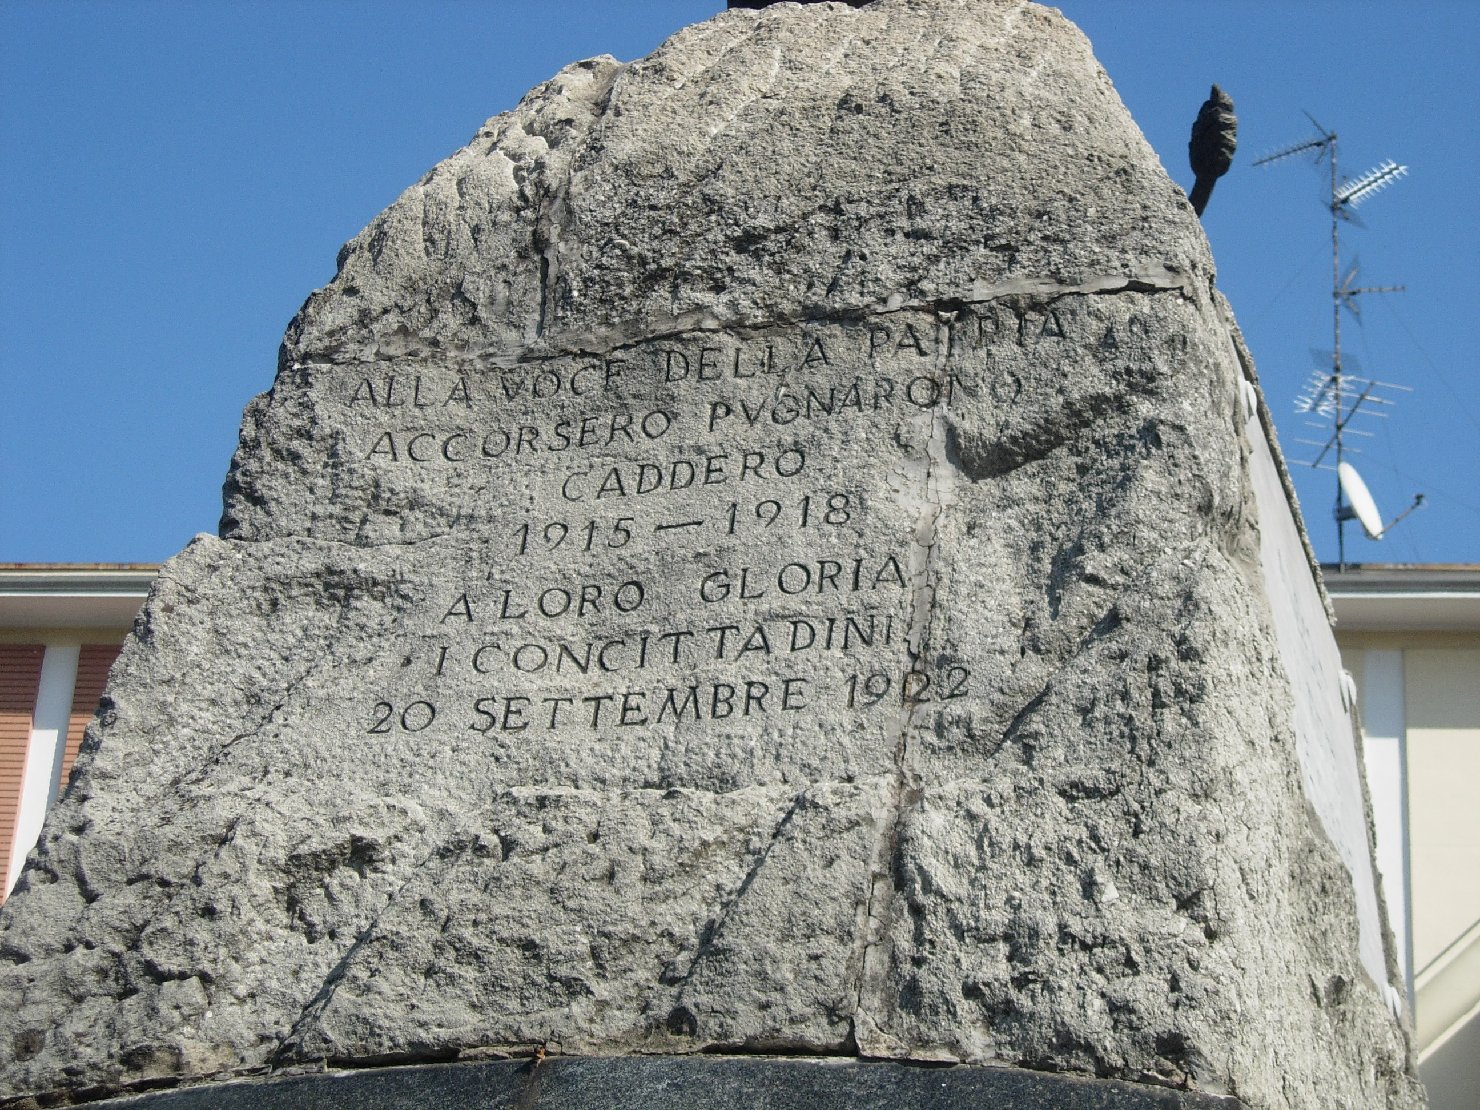 ALLA VOCE DELLA PATRIA
ACCORSERO PVGNARONO
CADDERO
1915 — 1918
A LORO GLORIA
I CONCITTADINI
20 SETTEMBRE 1922